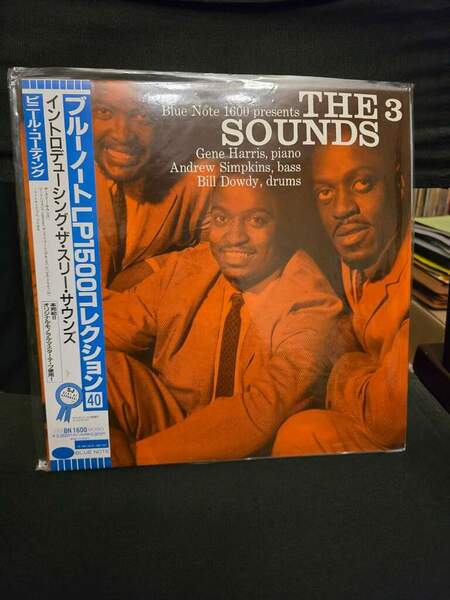 Blue Note 1600 presents
THE 3
SOUNDS
Gene Harris, piano
Andrew Simpkins, bass
Bill Dowdy, drums
ブルーノートLP1500コレクション
40
イントロデューシング・ザ・スリー・サウンズ
ビニール・コーティング
BN 1600
BLUE NOTE